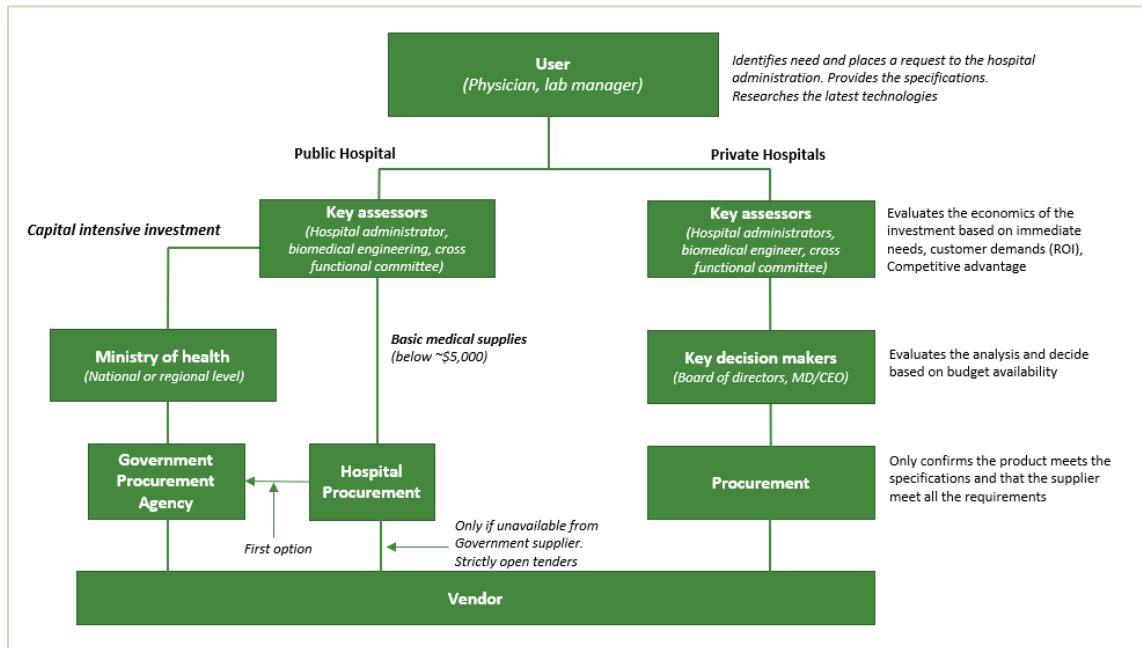 User
(Physician, lab manager)
Identifies need and places a request to the hospital
administration. Provides the specifications.
Researches the latest technologies
Public Hospital
Private Hospitals
Capital intensive investment
Key assessors
(Hospital administrator,
biomedical engineering, cross
functional committee)
Key assessors
(Hospital administrators,
biomedical engineer, cross
functional committee)
Evaluates the economics of the
investment based on immediate
needs, customer demands (ROI),
Competitive advantage
Ministry of health
(National or regional level)
Basic medical supplies
(below ~$5,000)
Key decision makers
(Board of directors, MD/CEO)
Evaluates the analysis and decide
based on budget availability
Government
Procurement
Agency
Hospital
Procurement
Procurement
Only confirms the product meets the
specifications and that the supplier
meet all the requirements
First option
Only if unavailable from
Government supplier.
Strictly open tenders
Vendor